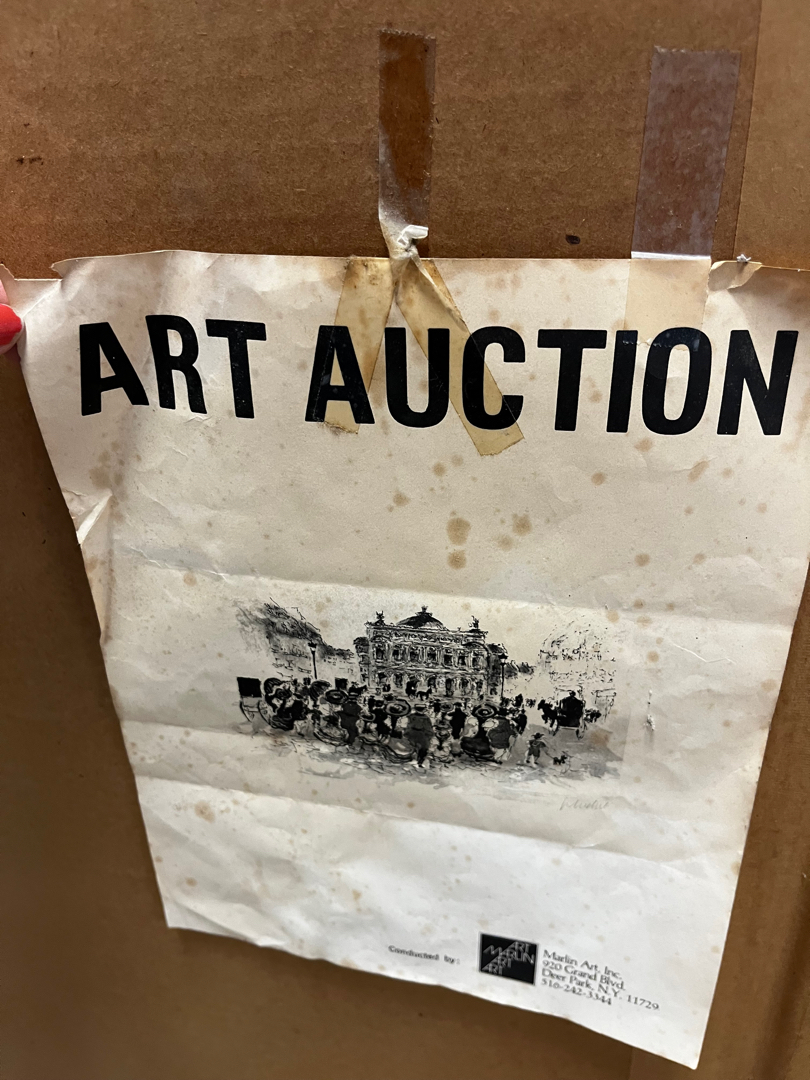 ART AUCTION
Conducted by:
ART
MARLIN
ART
ART
Marlin Art, Inc.
920 Grand Blvd.
Deer Park, N.Y. 11729
516-242-3344